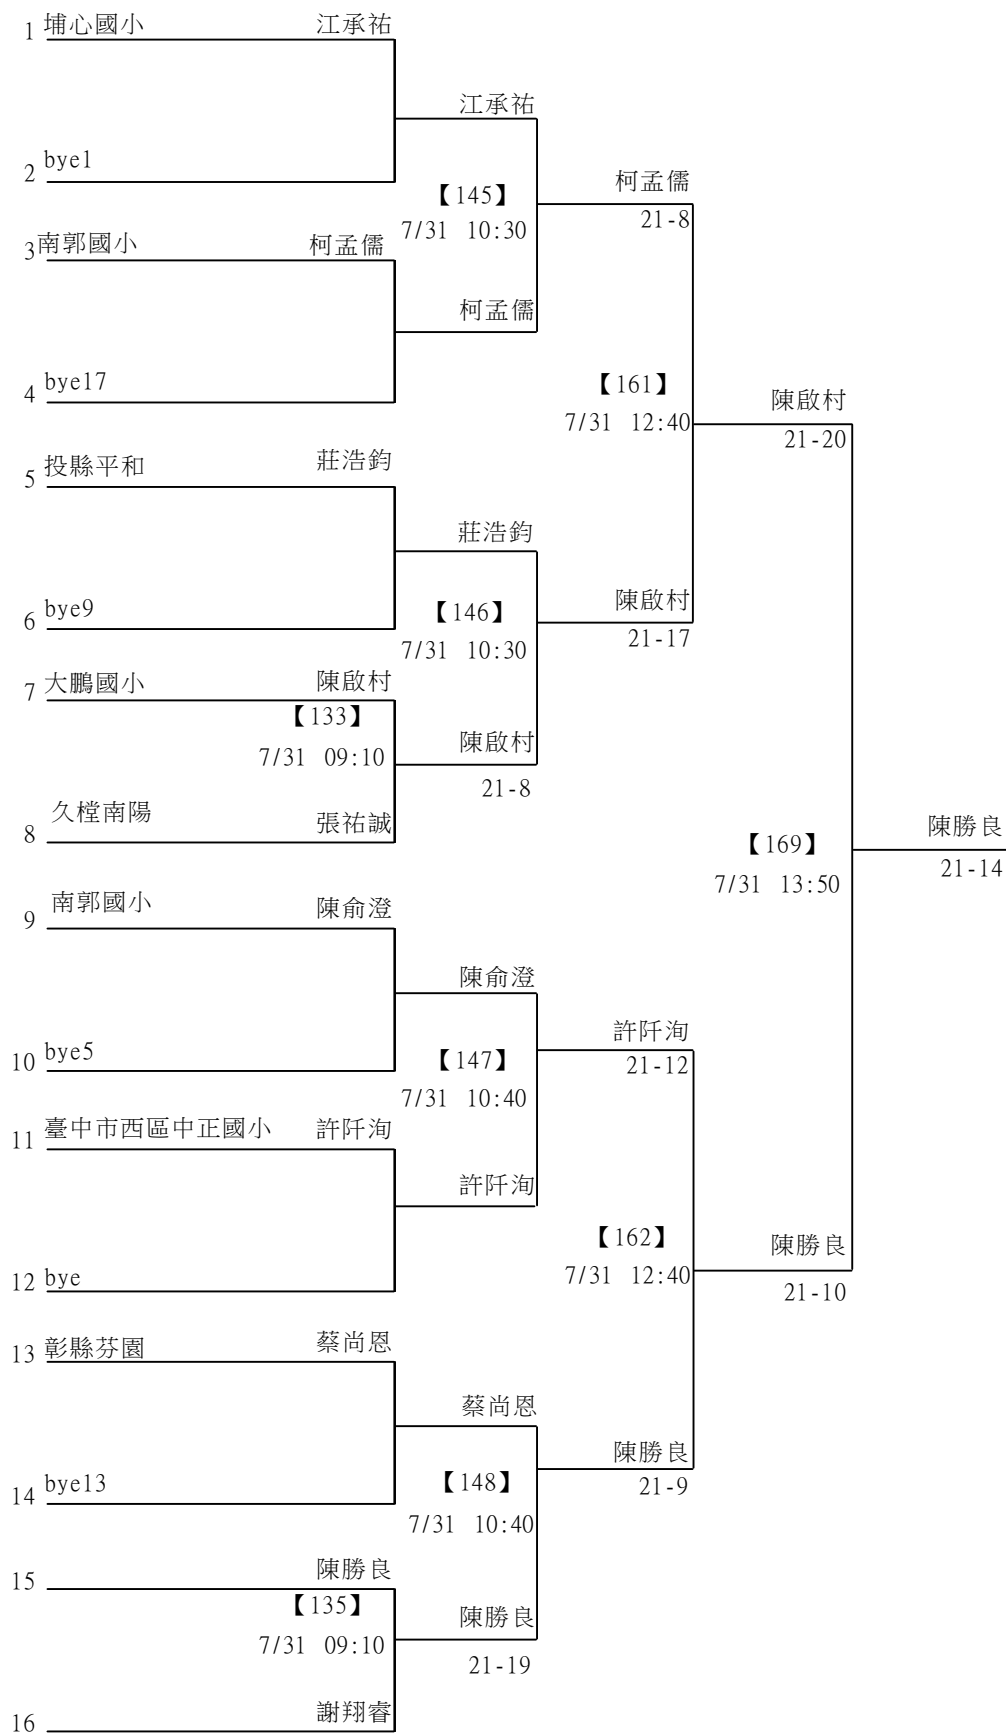 1 埔心國小 江承祐
江承祐
2 bye1
【145】
7/31 10:30
柯孟儒
21-8
3 南郭國小 柯孟儒
柯孟儒
4 bye17
【161】
7/31 12:40
陳啟村
21-20
5 投縣平和 莊浩鈞
莊浩鈞
6 bye9
【146】
7/31 10:30
陳啟村
21-17
7 大鵬國小 陳啟村
【133】
7/31 09:10
陳啟村
21-8
8 久樘南陽 張祐誠
【169】
7/31 13:50
陳勝良
21-14
9 南郭國小 陳俞澄
陳俞澄
10 bye5
【147】
7/31 10:40
許阡洵
21-12
11 臺中市西區中正國小 許阡洵
許阡洵
12 bye
【162】
7/31 12:40
陳勝良
21-10
13 彰縣芬園 蔡尚恩
蔡尚恩
14 bye13
【148】
7/31 10:40
陳勝良
21-9
15 陳勝良
【135】
7/31 09:10
陳勝良
21-19
16 謝翔睿